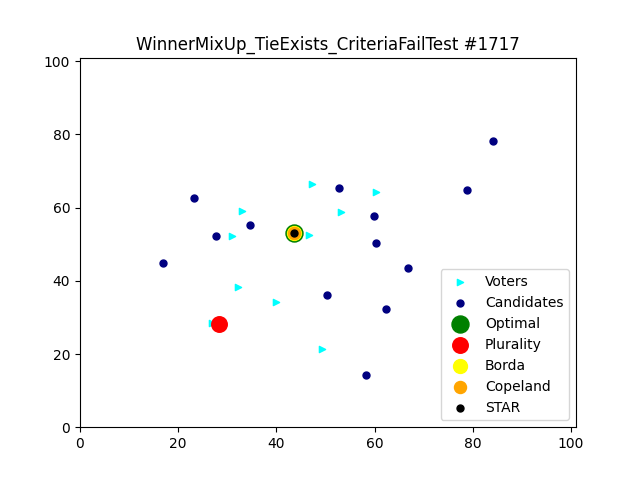 WinnerMixUp_TieExists_CriteriaFailTest #1717
100
80
60
40
20
0
0 20 40 60 80 100
Voters
Candidates
Optimal
Plurality
Borda
Copeland
STAR